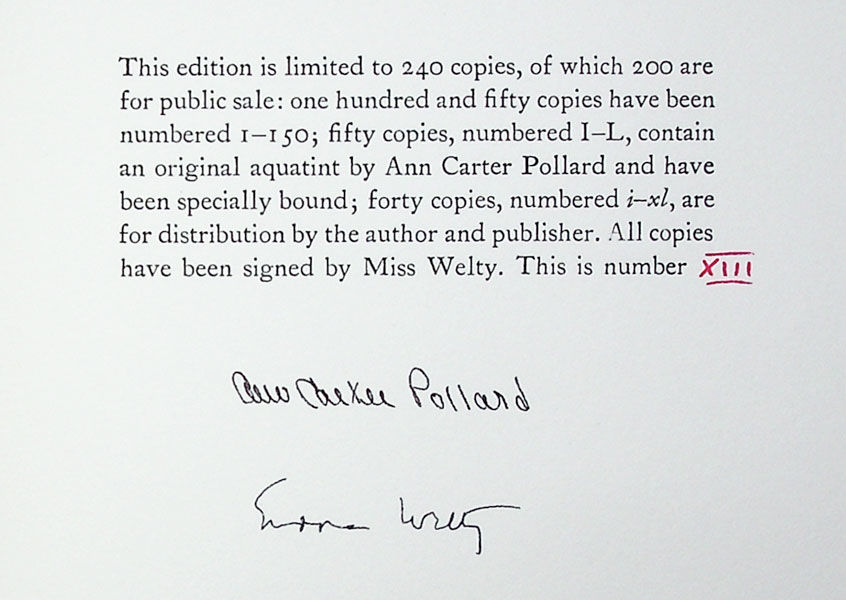 This edition is limited to 240 copies, of which 200 are
for public sale: one hundred and fifty copies have been
numbered 1–150; fifty copies, numbered I–L, contain
an original aquatint by Ann Carter Pollard and have
been specially bound; forty copies, numbered i–xl, are
for distribution by the author and publisher. All copies
have been signed by Miss Welty. This is number XIII
Ann Carter Pollard
Eudora Welty